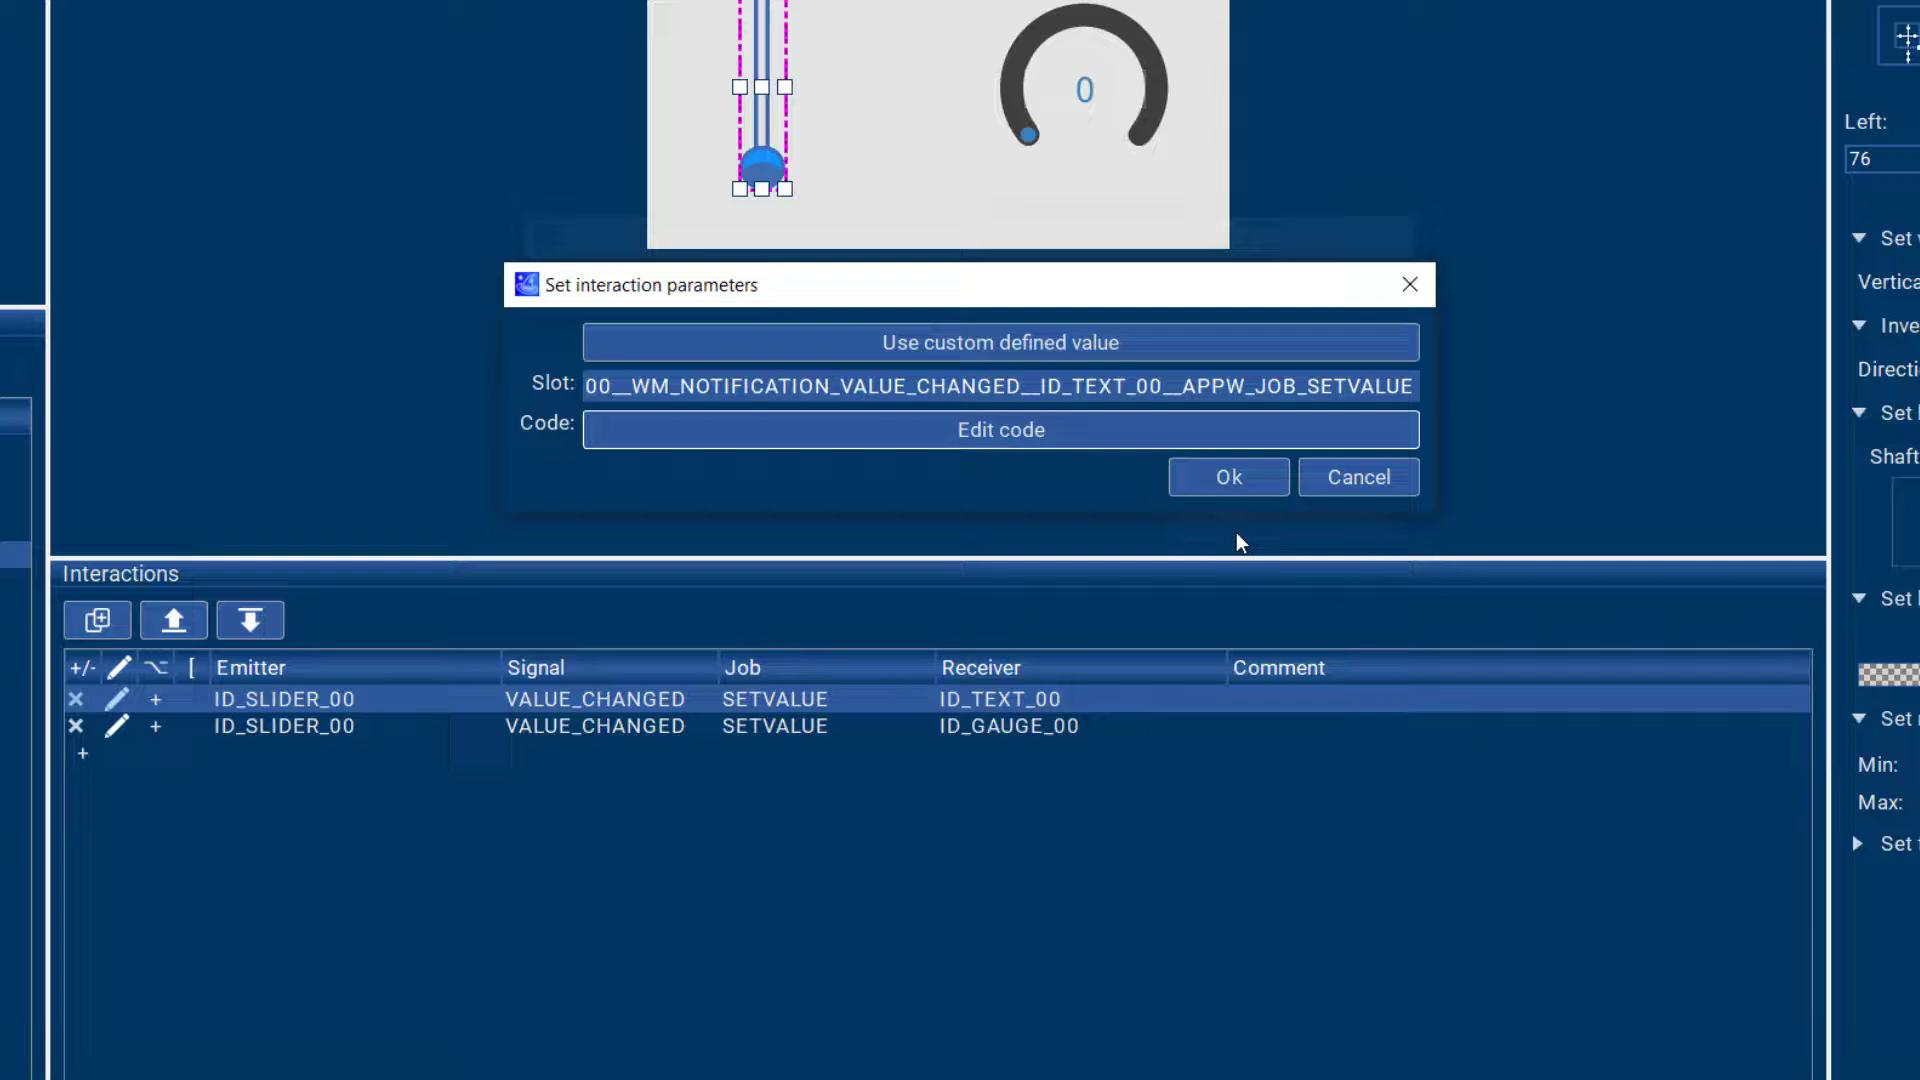 0
Left:
76
Set
Vertica
Inve
Directi
Set
Shaft
Set
Set
Min:
Max:
Set
Set interaction parameters
Use custom defined value
Slot: 00__WM_NOTIFICATION_VALUE_CHANGED__ID_TEXT_00__APPW_JOB_SETVALUE
Code: Edit code
Ok Cancel
Interactions
+/- [ Emitter Signal Job Receiver Comment
+ ID_SLIDER_00 VALUE_CHANGED SETVALUE ID_TEXT_00
+ ID_SLIDER_00 VALUE_CHANGED SETVALUE ID_GAUGE_00
+